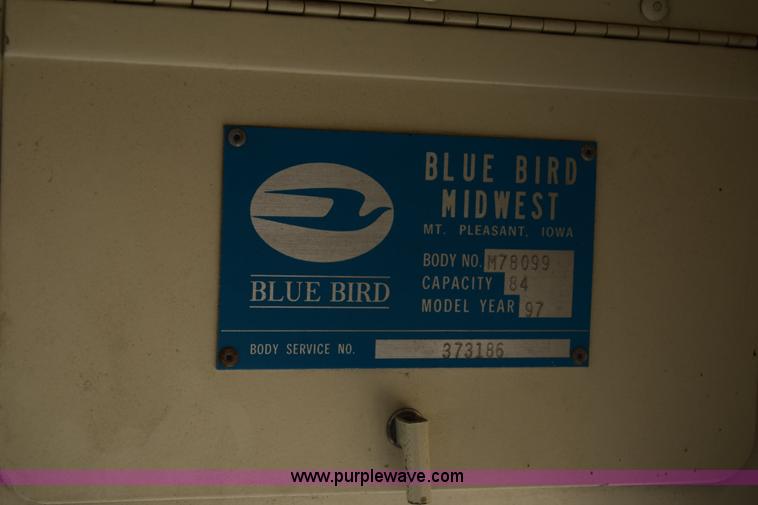 BLUE BIRD
MIDWEST
MT. PLEASANT, IOWA
BODY NO. M78099
CAPACITY 84
MODEL YEAR 97
BLUE BIRD
BODY SERVICE NO. 373186
www.purplewave.com